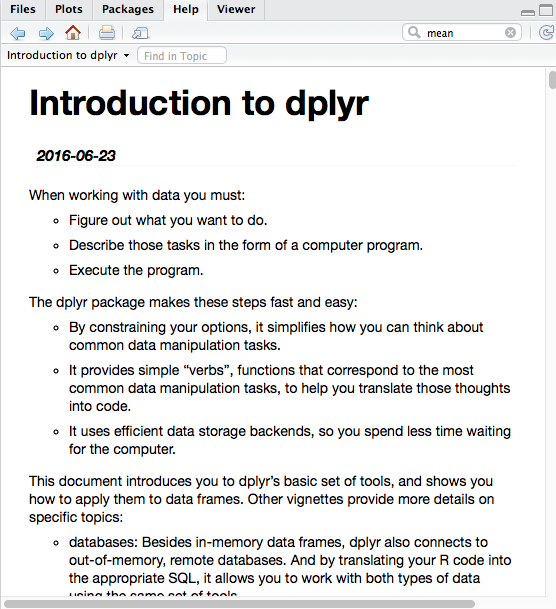 Files Plots Packages Help Viewer
mean
Introduction to dplyr Find in Topic
Introduction to dplyr
2016-06-23
When working with data you must:
Figure out what you want to do.
Describe those tasks in the form of a computer program.
Execute the program.
The dplyr package makes these steps fast and easy:
By constraining your options, it simplifies how you can think about
common data manipulation tasks.
It provides simple “verbs”, functions that correspond to the most
common data manipulation tasks, to help you translate those thoughts
into code.
It uses efficient data storage backends, so you spend less time waiting
for the computer.
This document introduces you to dplyr’s basic set of tools, and shows you
how to apply them to data frames. Other vignettes provide more details on
specific topics:
databases: Besides in-memory data frames, dplyr also connects to
out-of-memory, remote databases. And by translating your R code into
the appropriate SQL, it allows you to work with both types of data
using the same set of tools